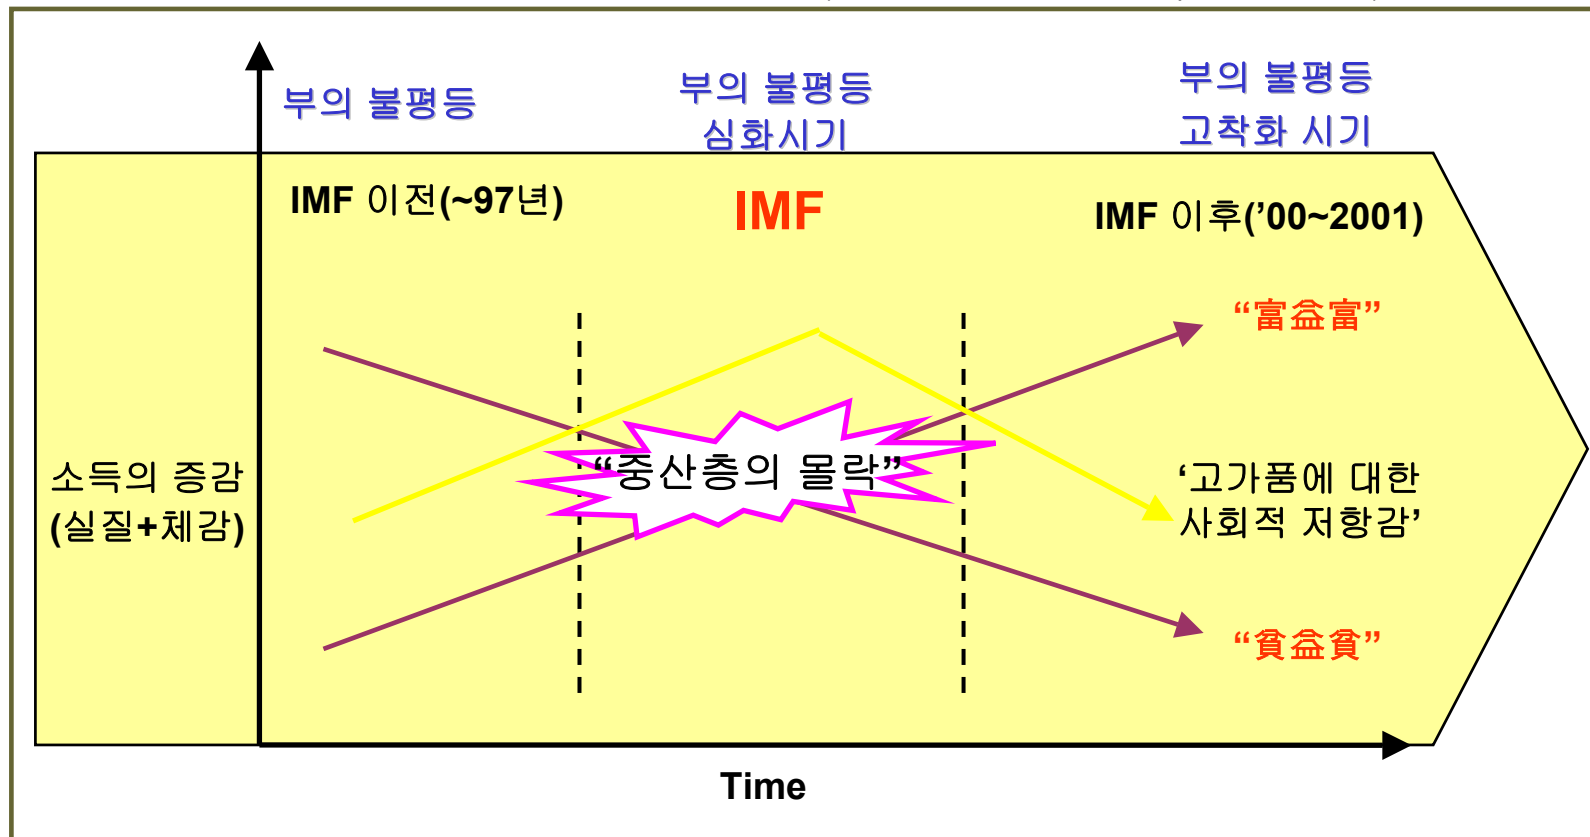 부의 불평등
부의 불평등
심화시기
부의 불평등
고착화 시기
IMF 이전(~97년)
IMF
IMF 이후(’00~2001)
“富益富”
소득의 증감
(실질+체감)
“중산층의 몰락”
‘고가품에 대한
사회적 저항감’
“貧益貧”
Time